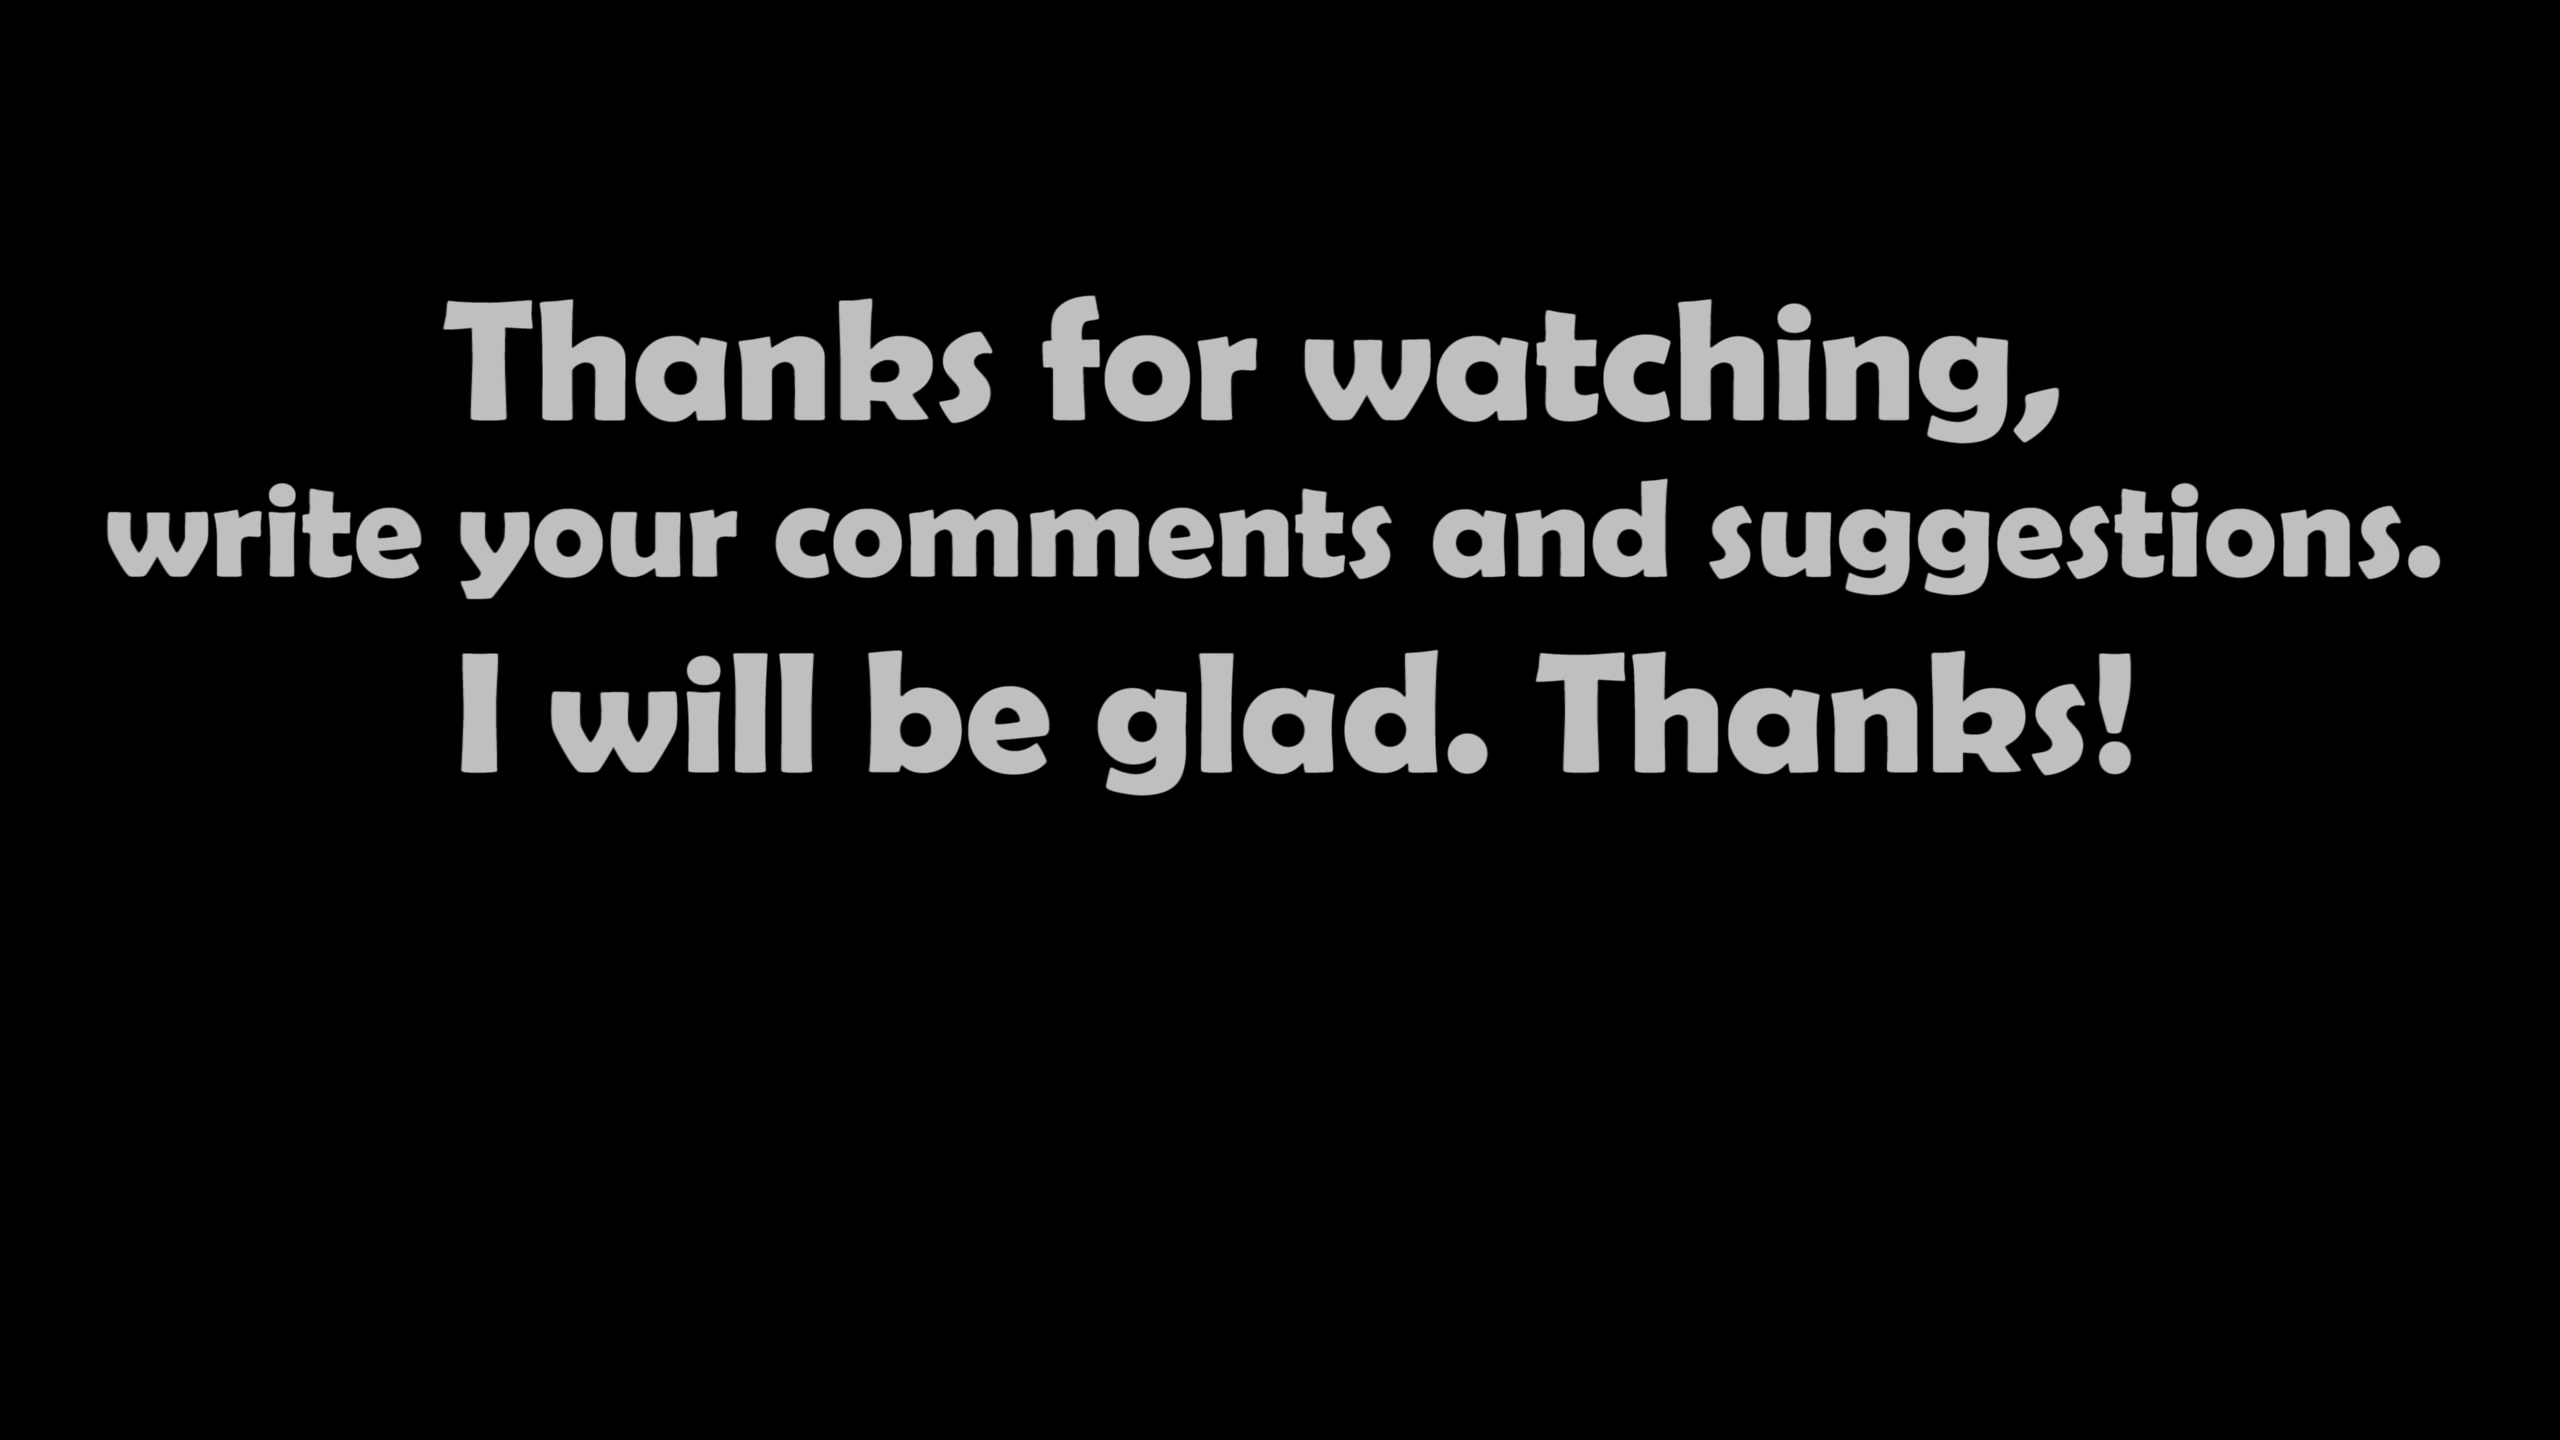 Thanks for watching,
write your comments and suggestions.
I will be glad. Thanks!